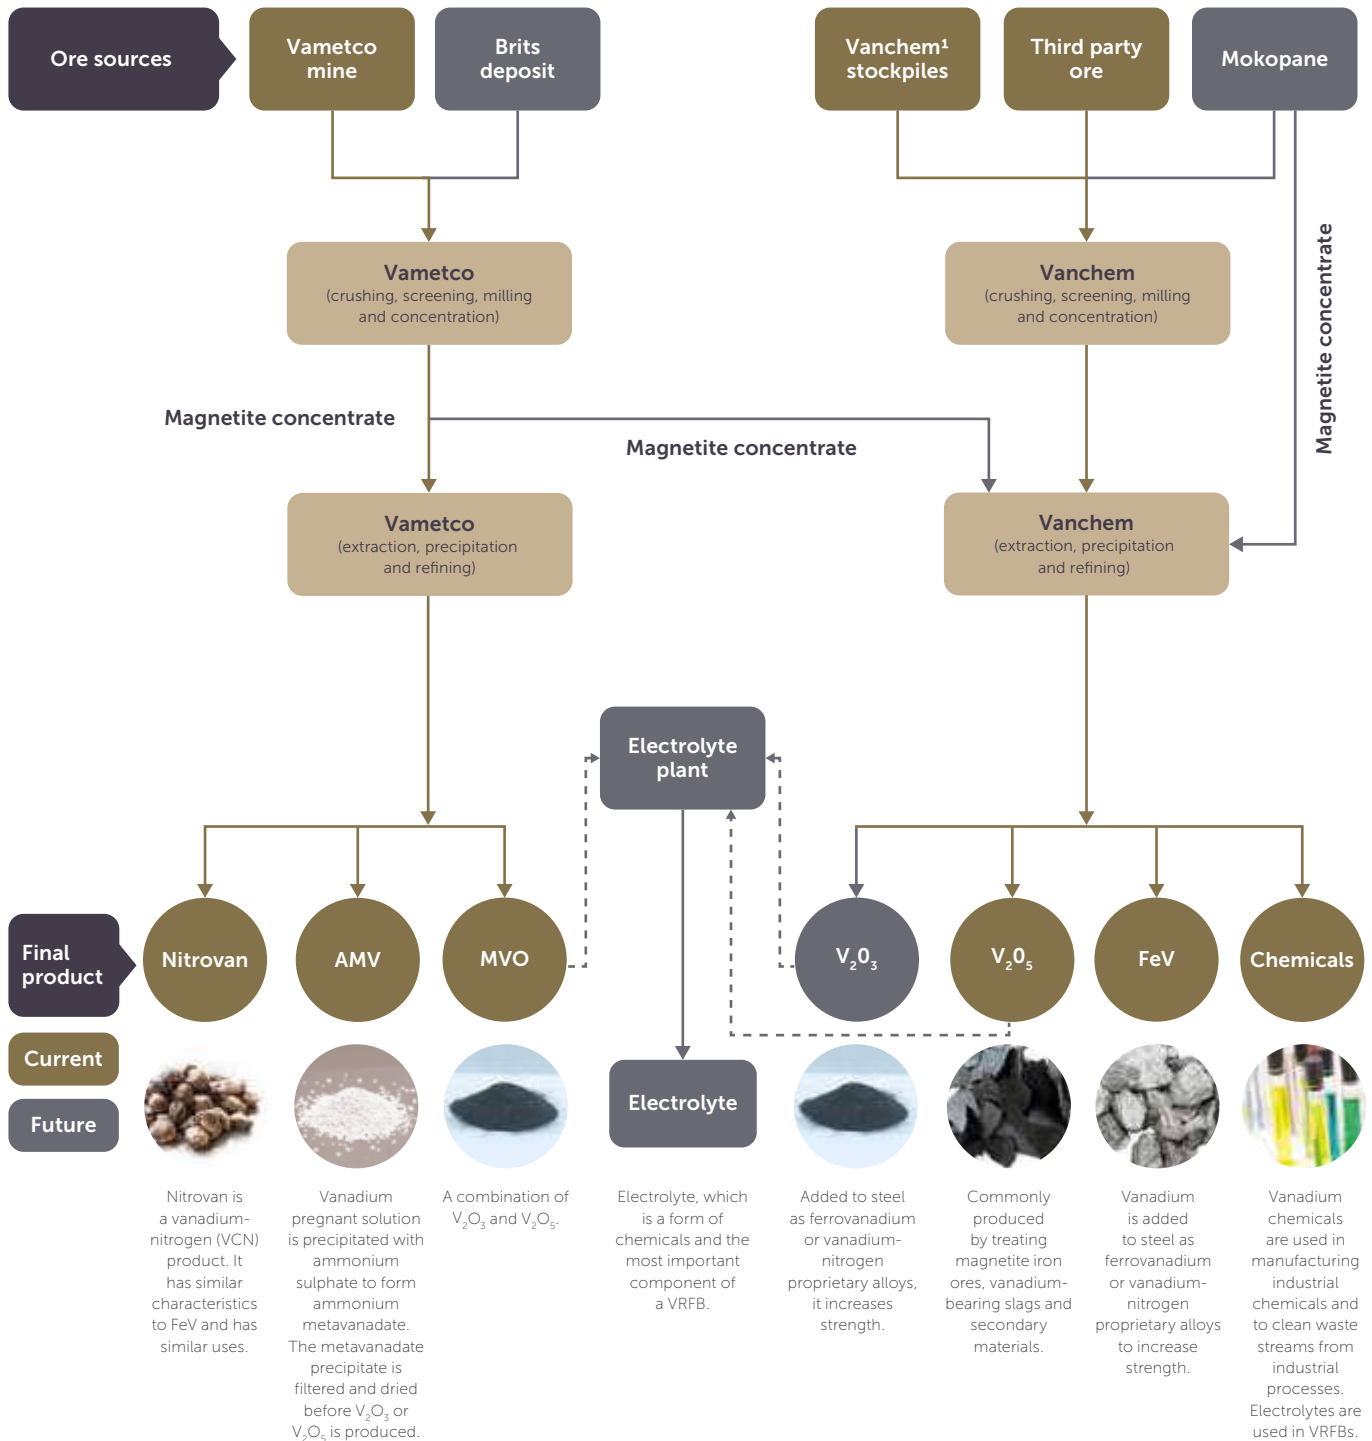 Ore sources
Vametco
mine
Brits
deposit
Vanchem¹
stockpiles
Third party
ore
Mokopane
Vametco
(crushing, screening, milling
and concentration)
Vanchem
(crushing, screening, milling
and concentration)
Magnetite concentrate
Magnetite concentrate
Magnetite concentrate
Vametco
(extraction, precipitation
and refining)
Vanchem
(extraction, precipitation
and refining)
Electrolyte
plant
Final
product
Nitrovan
AMV
MVO
V₂0₃
V₂0₅
FeV
Chemicals
Current
Future
Electrolyte
Nitrovan is
a vanadium-
nitrogen (VCN)
product. It
has similar
characteristics
to FeV and has
similar uses.
Vanadium
pregnant solution
is precipitated with
ammonium
sulphate to form
ammonium
metavanadate.
The metavanadate
precipitate is
filtered and dried
before V₂O₃ or
V₂O₅ is produced.
A combination of
V₂O₃ and V₂O₅.
Electrolyte, which
is a form of
chemicals and the
most important
component of
a VRFB.
Added to steel
as ferrovanadium
or vanadium-
nitrogen
proprietary alloys,
it increases
strength.
Commonly
produced
by treating
magnetite iron
ores, vanadium-
bearing slags and
secondary
materials.
Vanadium
is added
to steel as
ferrovanadium
or vanadium-
nitrogen
proprietary alloys
to increase
strength.
Vanadium
chemicals
are used in
manufacturing
industrial
chemicals and
to clean waste
streams from
industrial
processes.
Electrolytes are
used in VRFBs.